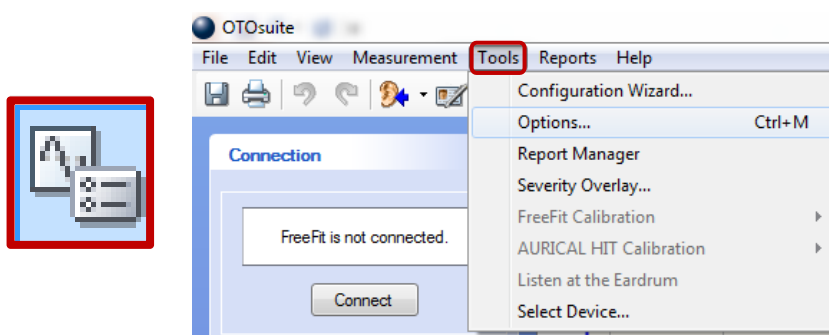 OTOsuite
File Edit View Measurement Tools Reports Help
Configuration Wizard...
Options... Ctrl+M
Connection
Report Manager
Severity Overlay...
FreeFit Calibration
FreeFit is not connected.
AURICAL HIT Calibration
Listen at the Eardrum
Connect
Select Device...